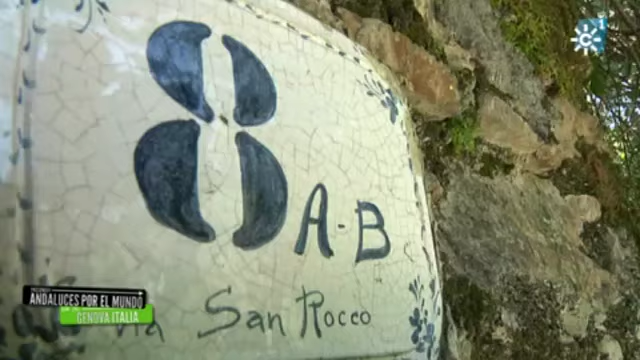 8
A-B
San Rocco
ANDALUCES POR EL MUNDO
GENOVA ITALIA